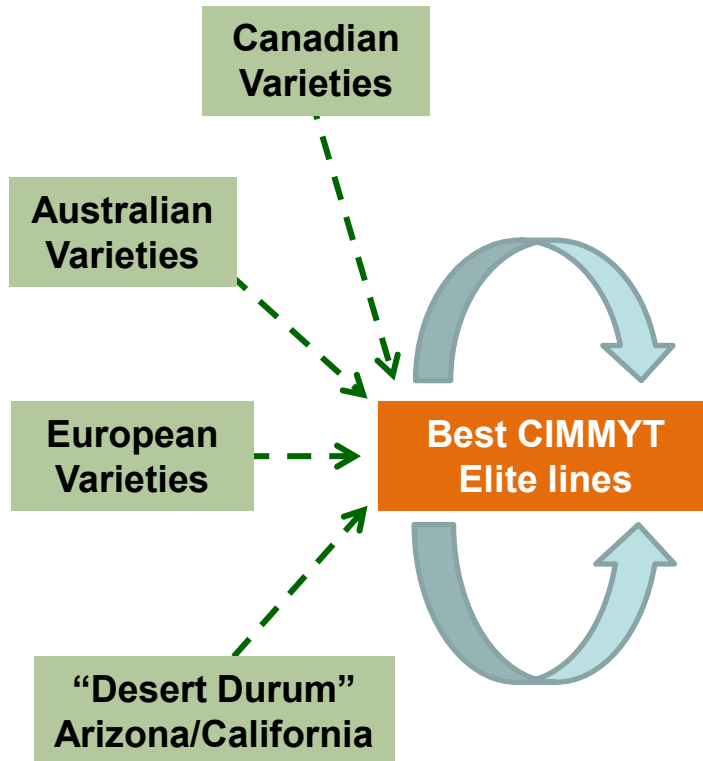 Canadian
Varieties
Australian
Varieties
European
Varieties
Best CIMMYT
Elite lines
“Desert Durum”
Arizona/California